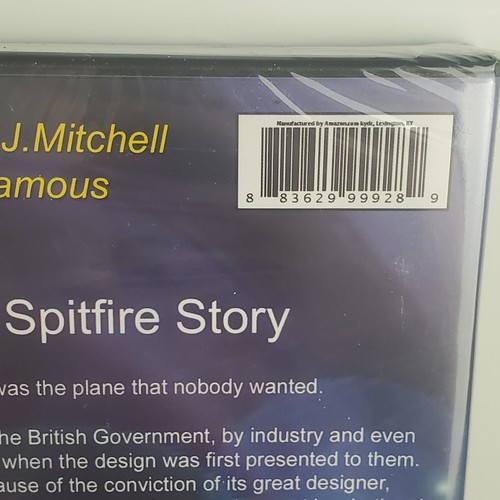 J.Mitchell
amous
Manufactured by Amazon.com kydc, Lexington, KY
8 83629 99928 9
Spitfire Story
was the plane that nobody wanted.
he British Government, by industry and even
when the design was first presented to them.
ause of the conviction of its great designer,